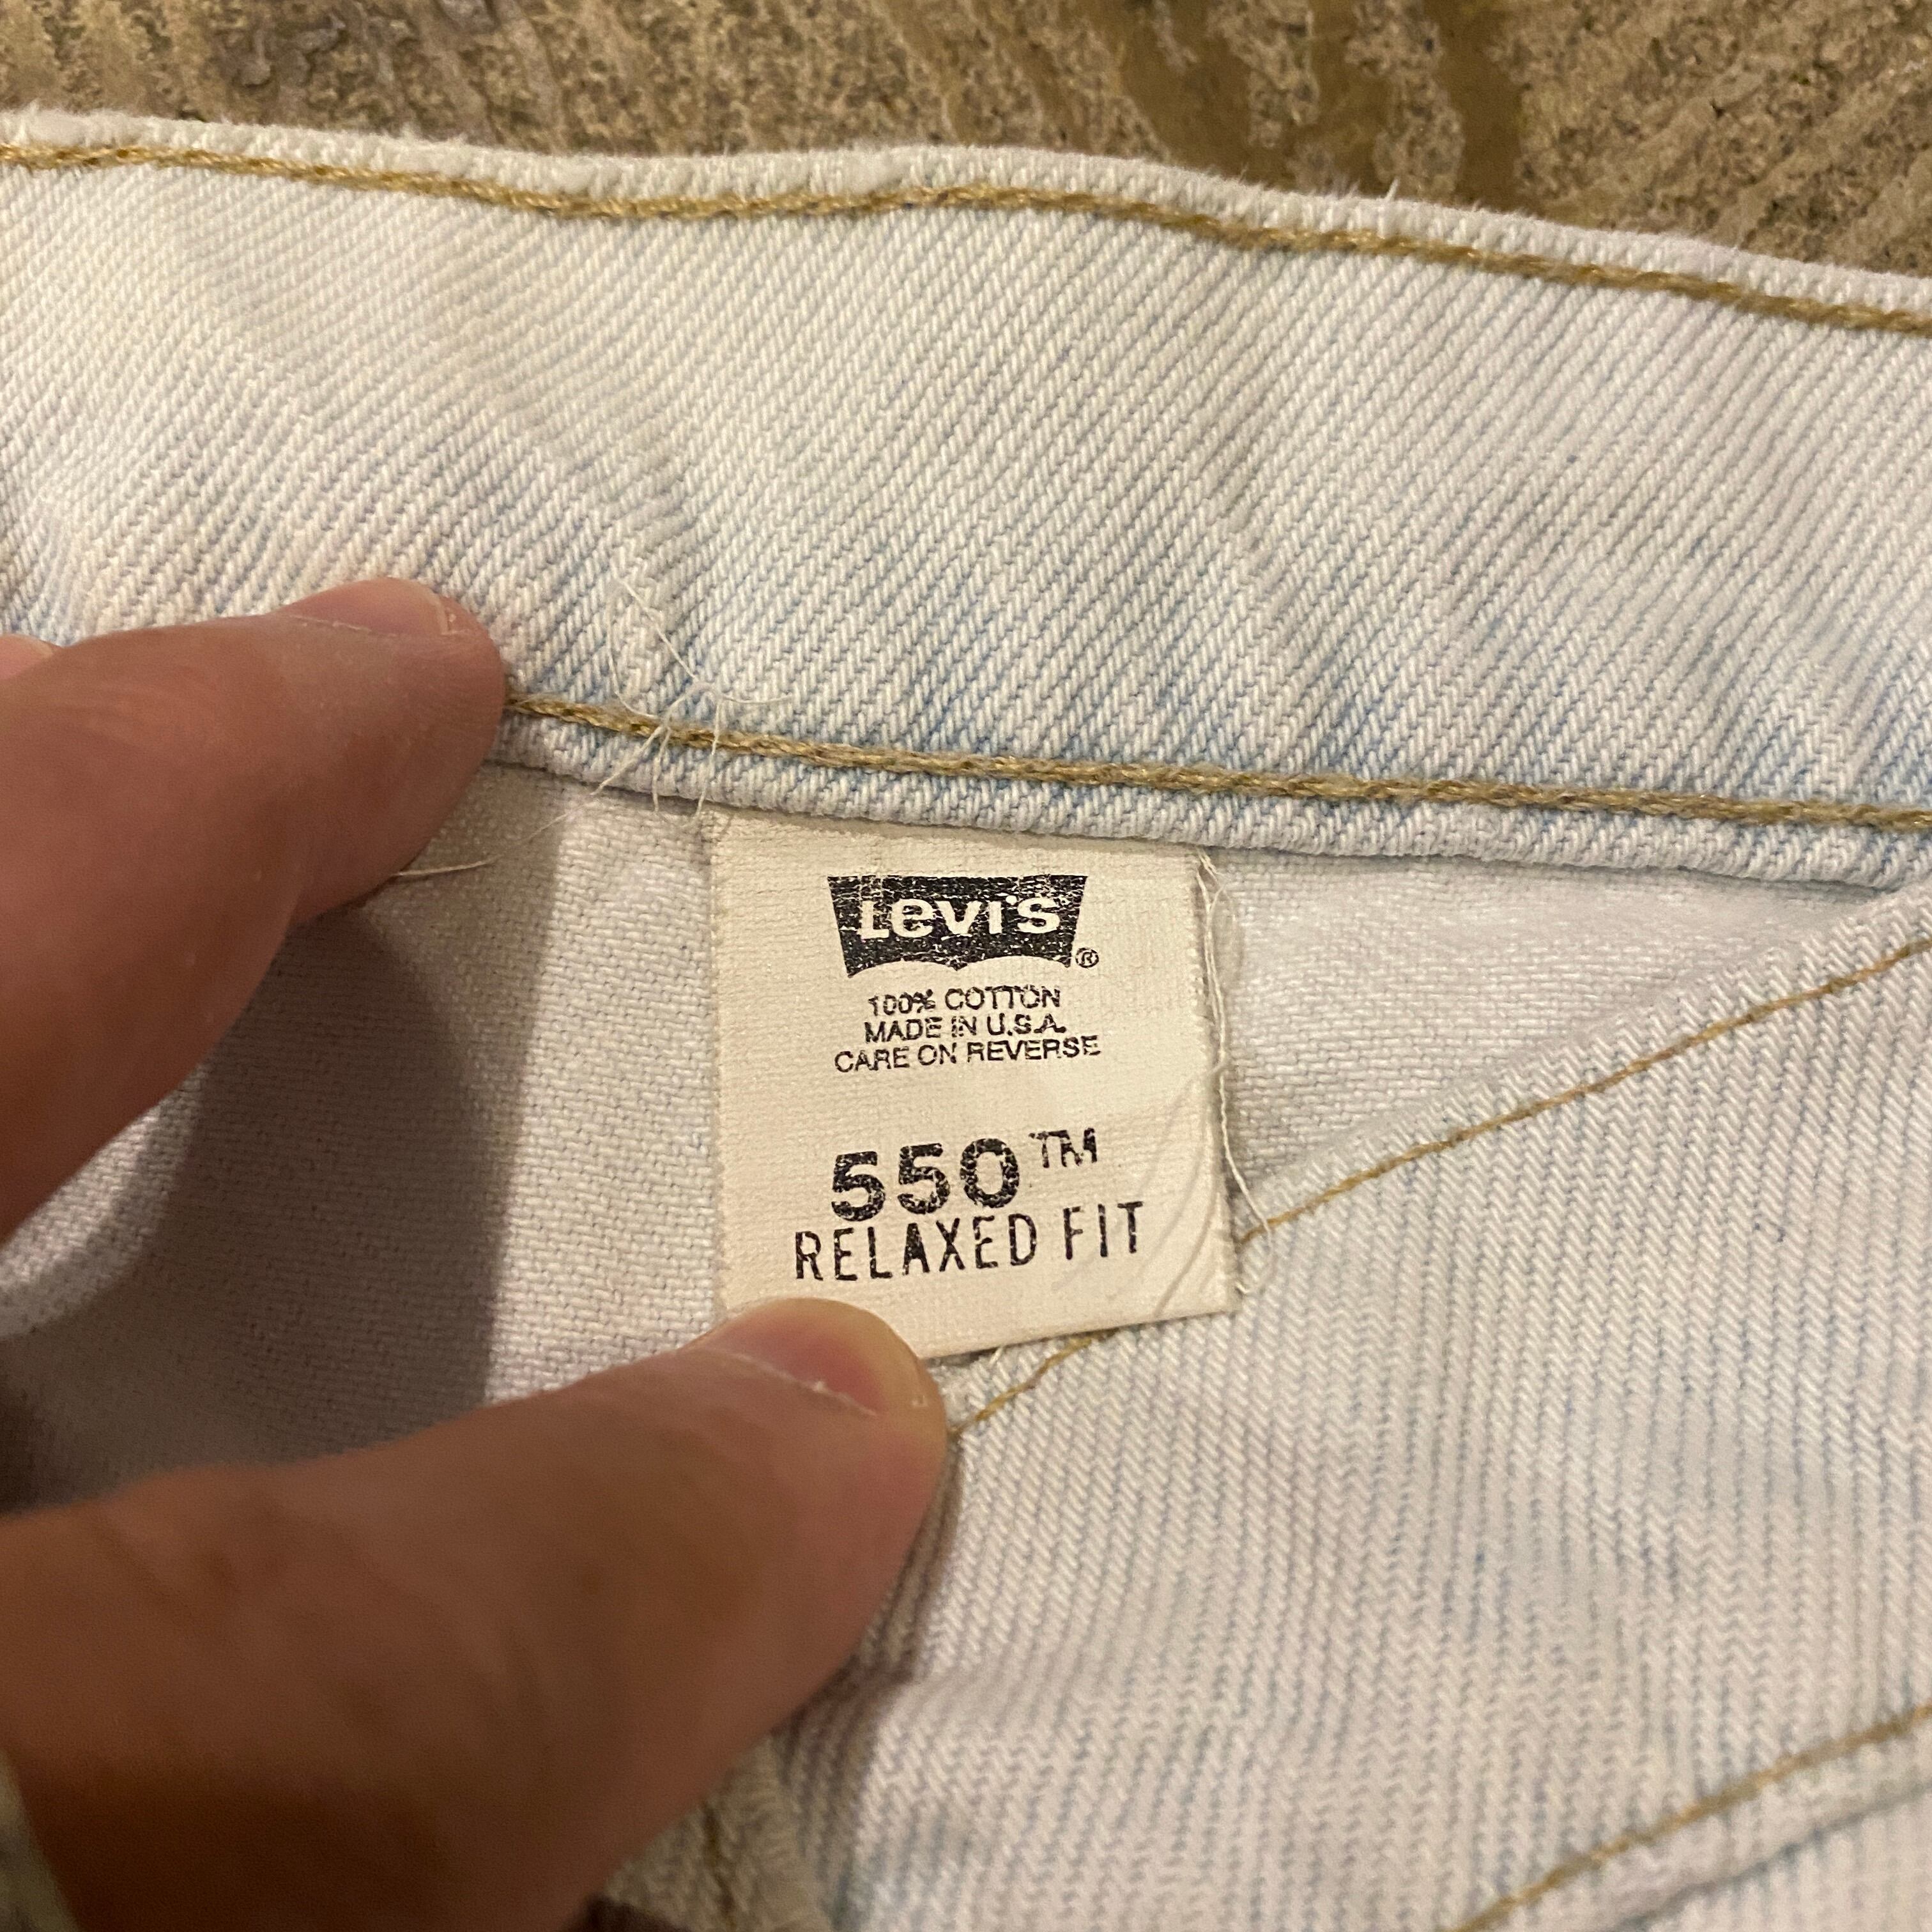 Levi's®
100% COTTON
MADE IN U.S.A.
CARE ON REVERSE
550™
RELAXED FIT